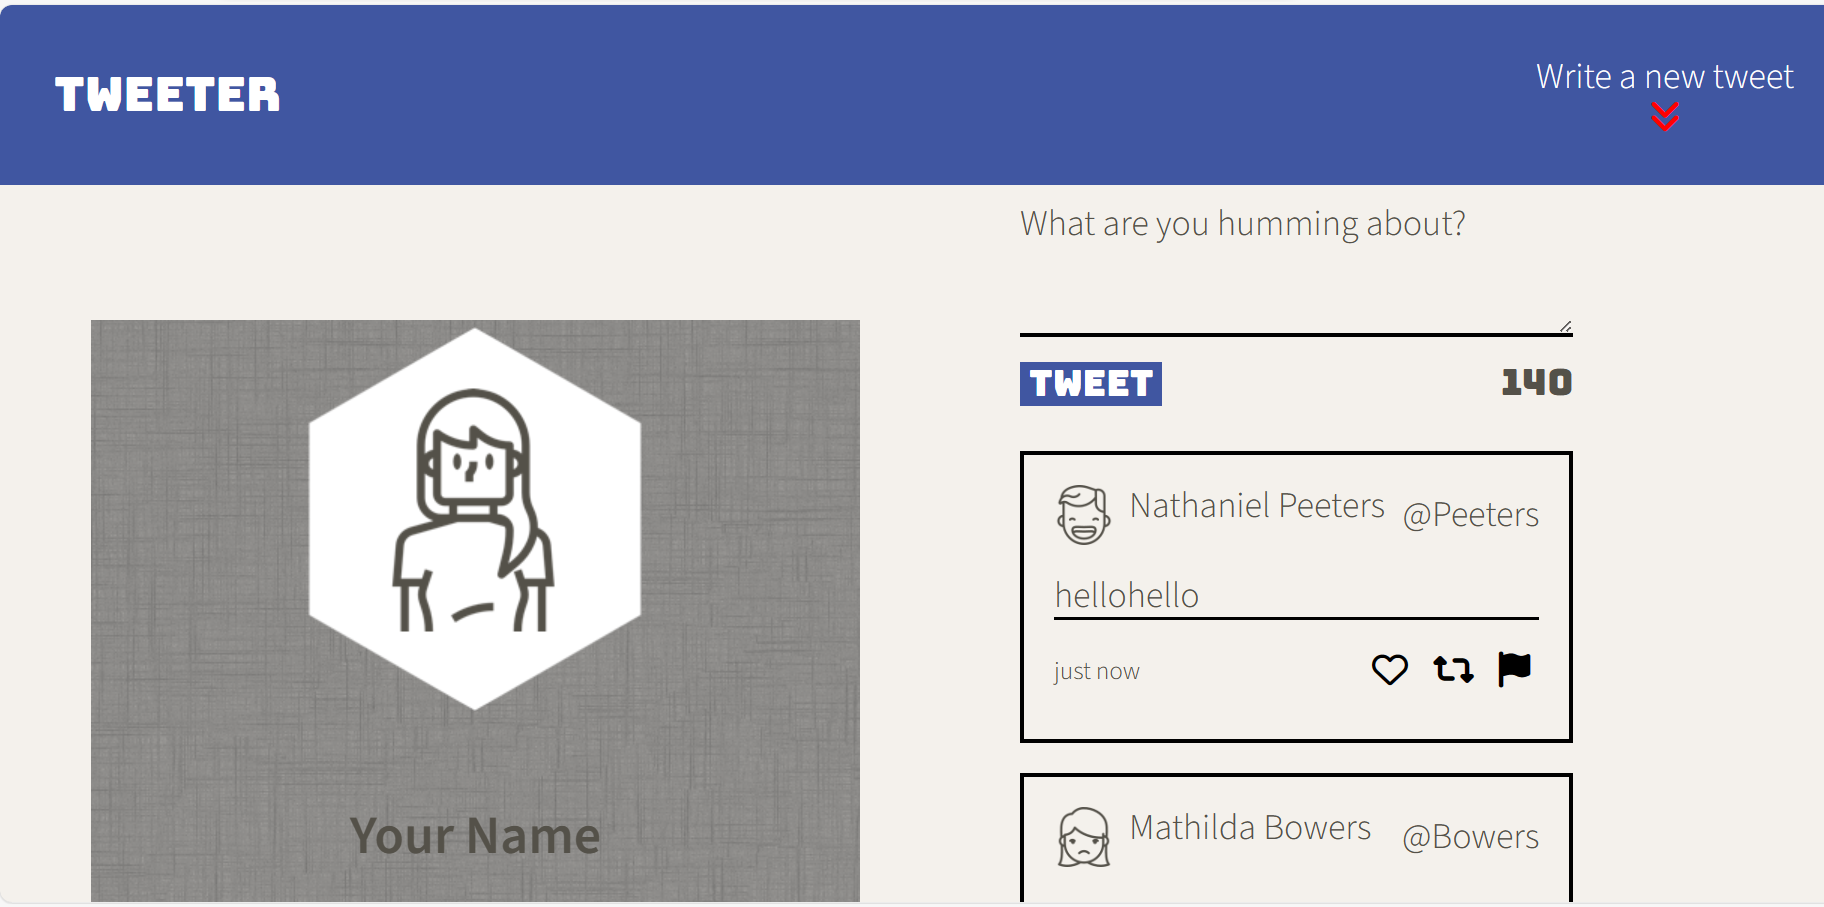 TWEETER
Write a new tweet
What are you humming about?
TWEET
140
Nathaniel Peeters @Peeters
hellohello
just now
Your Name
Mathilda Bowers @Bowers